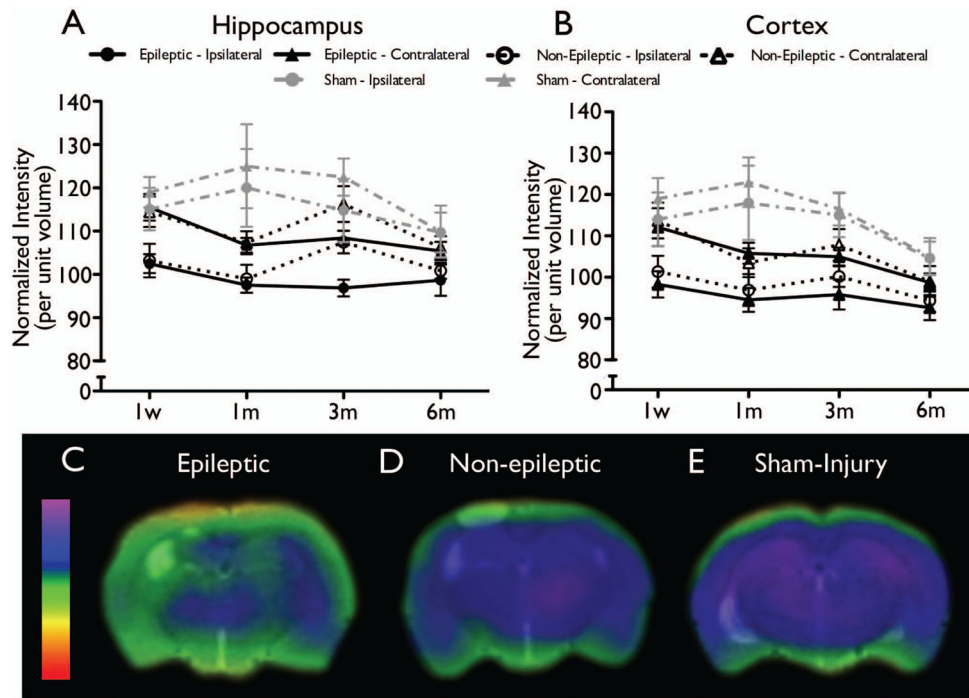 A Hippocampus B Cortex
Epileptic - Ipsilateral Epileptic - Contralateral Non-Epileptic - Ipsilateral Non-Epileptic - Contralateral
Sham - Ipsilateral Sham - Contralateral
Normalized Intensity
(per unit volume)
140
130
120
110
100
90
80
0
1w 1m 3m 6m
Normalized Intensity
(per unit volume)
140
130
120
110
100
90
80
0
1w 1m 3m 6m
C Epileptic D Non-epileptic E Sham-Injury